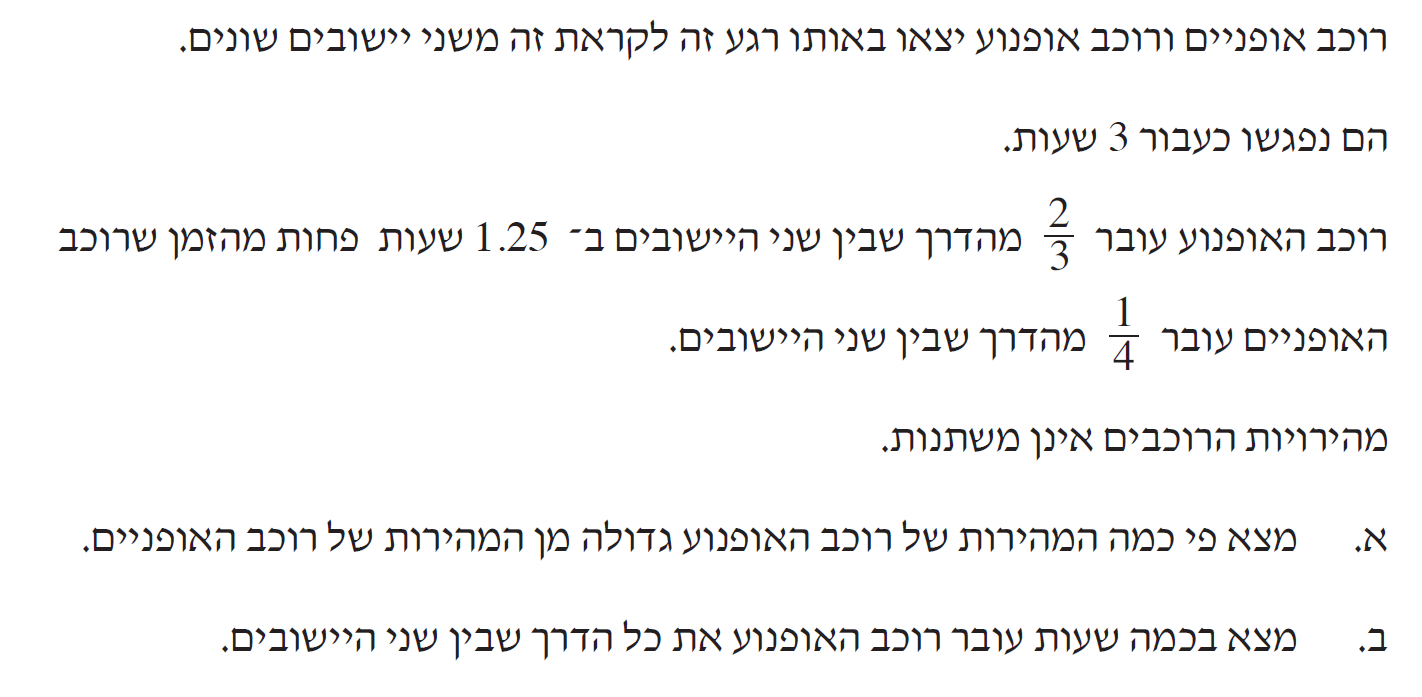 רוכב אופניים ורוכב אופנוע יצאו באותו רגע זה לקראת זה משני יישובים שונים.
הם נפגשו כעבור 3 שעות.
רוכב האופנוע עובר 2/3 מהדרך שבין שני היישובים ב־ 1.25 שעות פחות מהזמן שרוכב
האופניים עובר 1/4 מהדרך שבין שני היישובים.
מהירויות הרוכבים אינן משתנות.
א. מצא פי כמה המהירות של רוכב האופנוע גדולה מן המהירות של רוכב האופניים.
ב. מצא בכמה שעות עובר רוכב האופנוע את כל הדרך שבין שני היישובים.